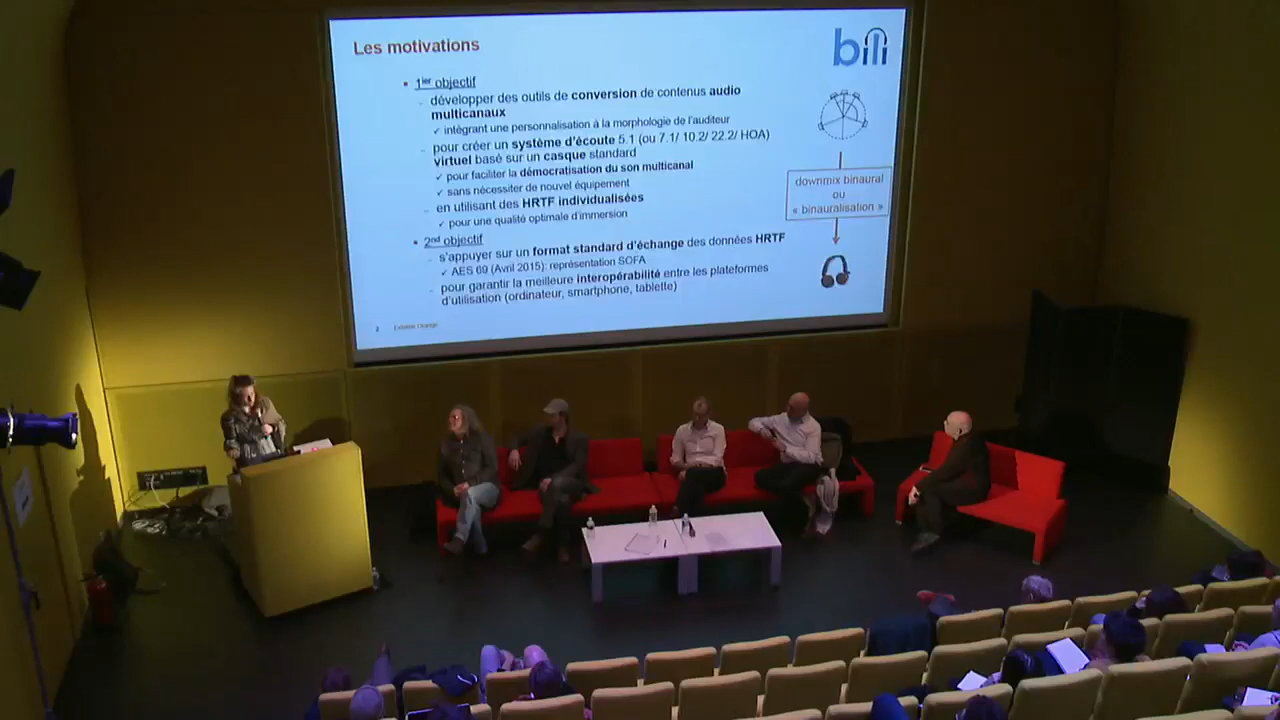 Les motivations
bili
1ier objectif
développer des outils de conversion de contenus audio
multicanaux
intégrant une personnalisation à la morphologie de l'auditeur
pour créer un système d'écoute 5.1 (ou 7.1/ 10.2/ 22.2/ HOA)
virtuel basé sur un casque standard
pour faciliter la démocratisation du son multicanal
sans nécessiter de nouvel équipement
en utilisant des HRTF individualisées
pour une qualité optimale d'immersion
2nd objectif
s'appuyer sur un format standard d'échange des données HRTF
AES 69 (Avril 2015): représentation SOFA
pour garantir la meilleure interopérabilité entre les plateformes
d'utilisation (ordinateur, smartphone, tablette)
downmix binaural
ou
« binauralisation »
2 Orange